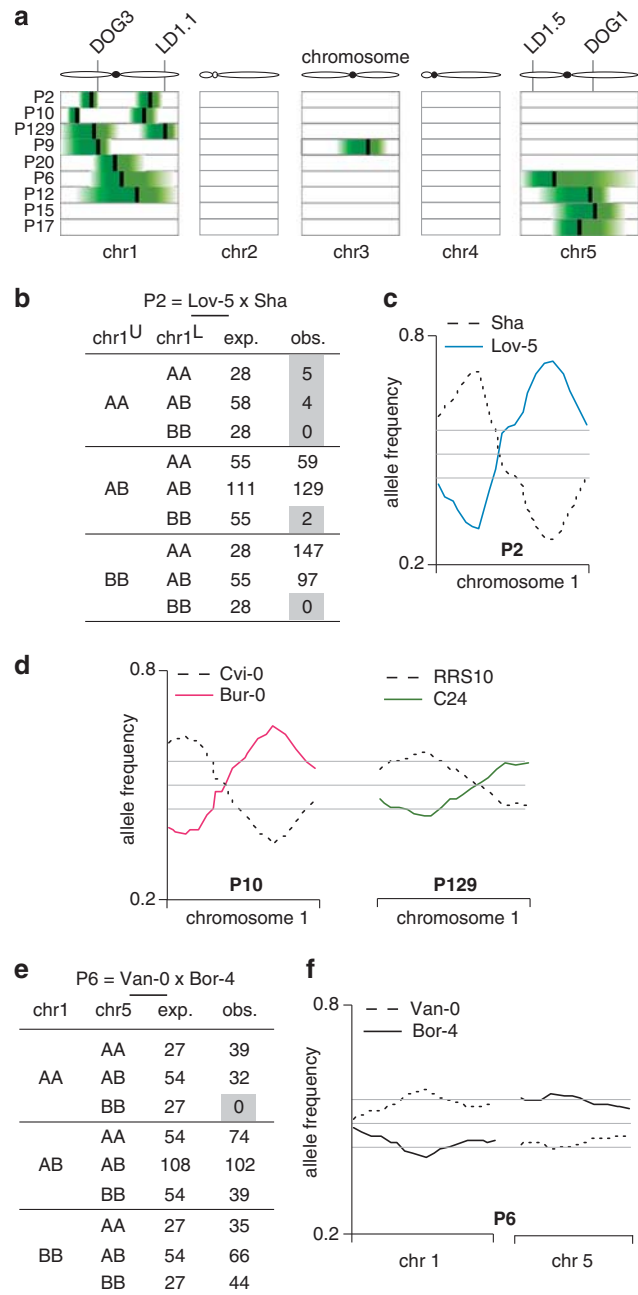 a
DOG3 LD1.1 LD1.5 DOG1
chromosome
P2
P10
P129
P9
P20
P6
P12
P15
P17
chr1 chr2 chr3 chr4 chr5
b
P2 = Lov-5 x Sha
chr1U chr1L exp. obs.
AA 28 5
AA AB 58 4
BB 28 0
AA 55 59
AB AB 111 129
BB 55 2
AA 28 147
BB AB 55 97
BB 28 0
c
Sha
Lov-5
0.8
allele frequency
0.2
P2
chromosome 1
d
0.8
Cvi-0
Bur-0
RRS10
C24
allele frequency
0.2
P10 P129
chromosome 1 chromosome 1
e
P6 = Van-0 x Bor-4
chr1 chr5 exp. obs.
AA 27 39
AA AB 54 32
BB 27 0
AA 54 74
AB AB 108 102
BB 54 39
AA 27 35
BB AB 54 66
BB 27 44
f
0.8
Van-0
Bor-4
allele frequency
0.2
P6
chr 1 chr 5